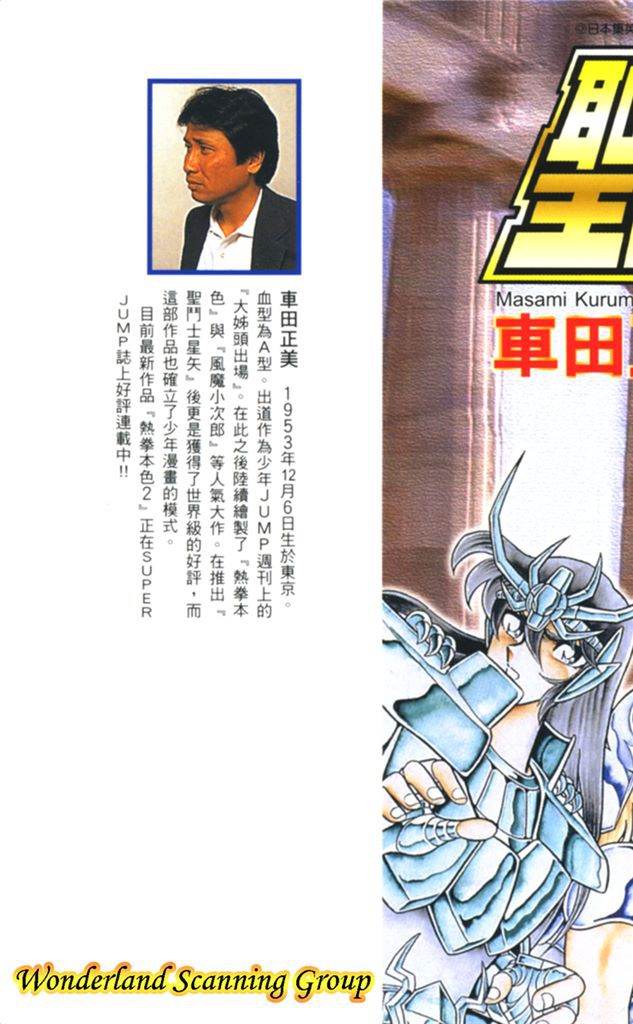 車田正美 1953年12月6日生於東京。
血型為A型。出道作為少年JUMP週刊上的
『大姊頭出場』。在此之後陸續繪製了『熱拳本
色』與『風魔小次郎』等人氣大作。在推出『
聖鬥士星矢』後更是獲得了世界級的好評，而
這部作品也確立了少年漫畫的模式。
目前最新作品『熱拳本色2』正在SUPER
JUMP誌上好評連載中!!
@日本集英
聖
Masami Kurum
車田
Wonderland Scanning Group